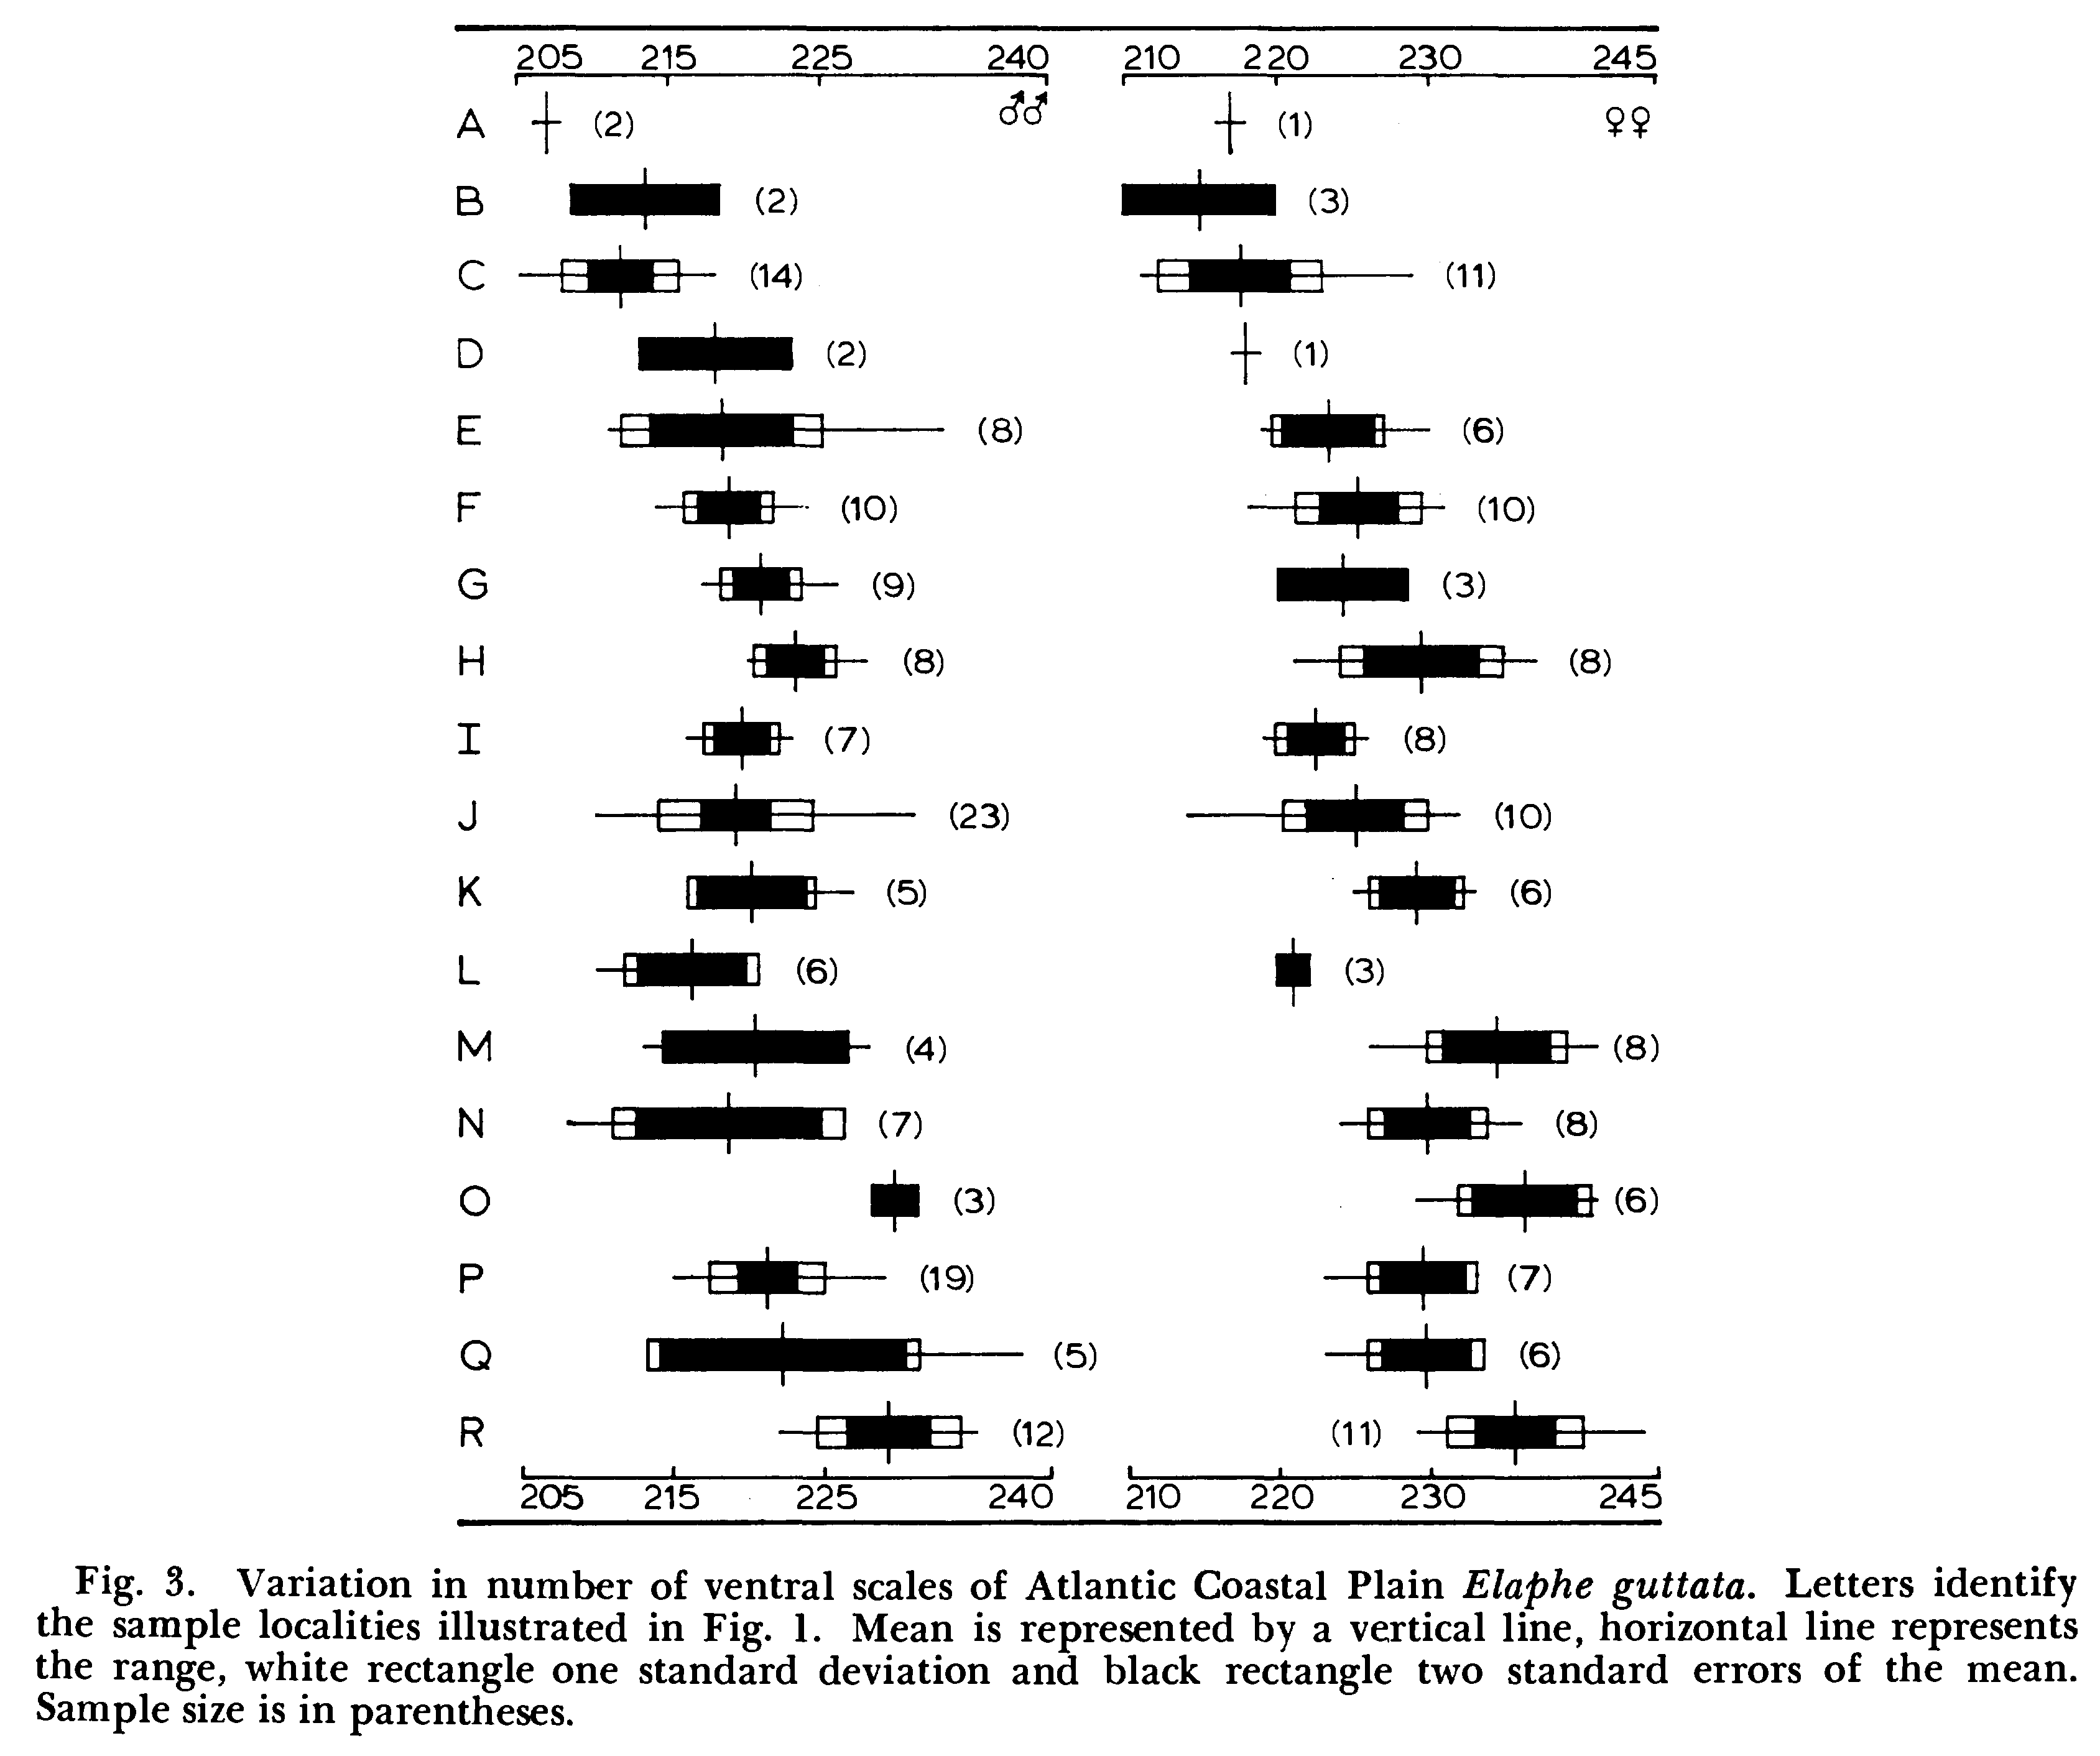 205 215 225 240 210 220 230 245
A (2) ♂♂ (1) ♀♀
B (2) (3)
C (14) (11)
D (2) (1)
E (8) (6)
F (10) (10)
G (9) (3)
H (8) (8)
I (7) (8)
J (23) (10)
K (5) (6)
L (6) (3)
M (4) (8)
N (7) (8)
O (3) (6)
P (19) (7)
Q (5) (6)
R (12) (11)
205 215 225 240 210 220 230 245
Fig. 3. Variation in number of ventral scales of Atlantic Coastal Plain Elaphe guttata. Letters identify
the sample localities illustrated in Fig. 1. Mean is represented by a vertical line, horizontal line represents
the range, white rectangle one standard deviation and black rectangle two standard errors of the mean.
Sample size is in parentheses.